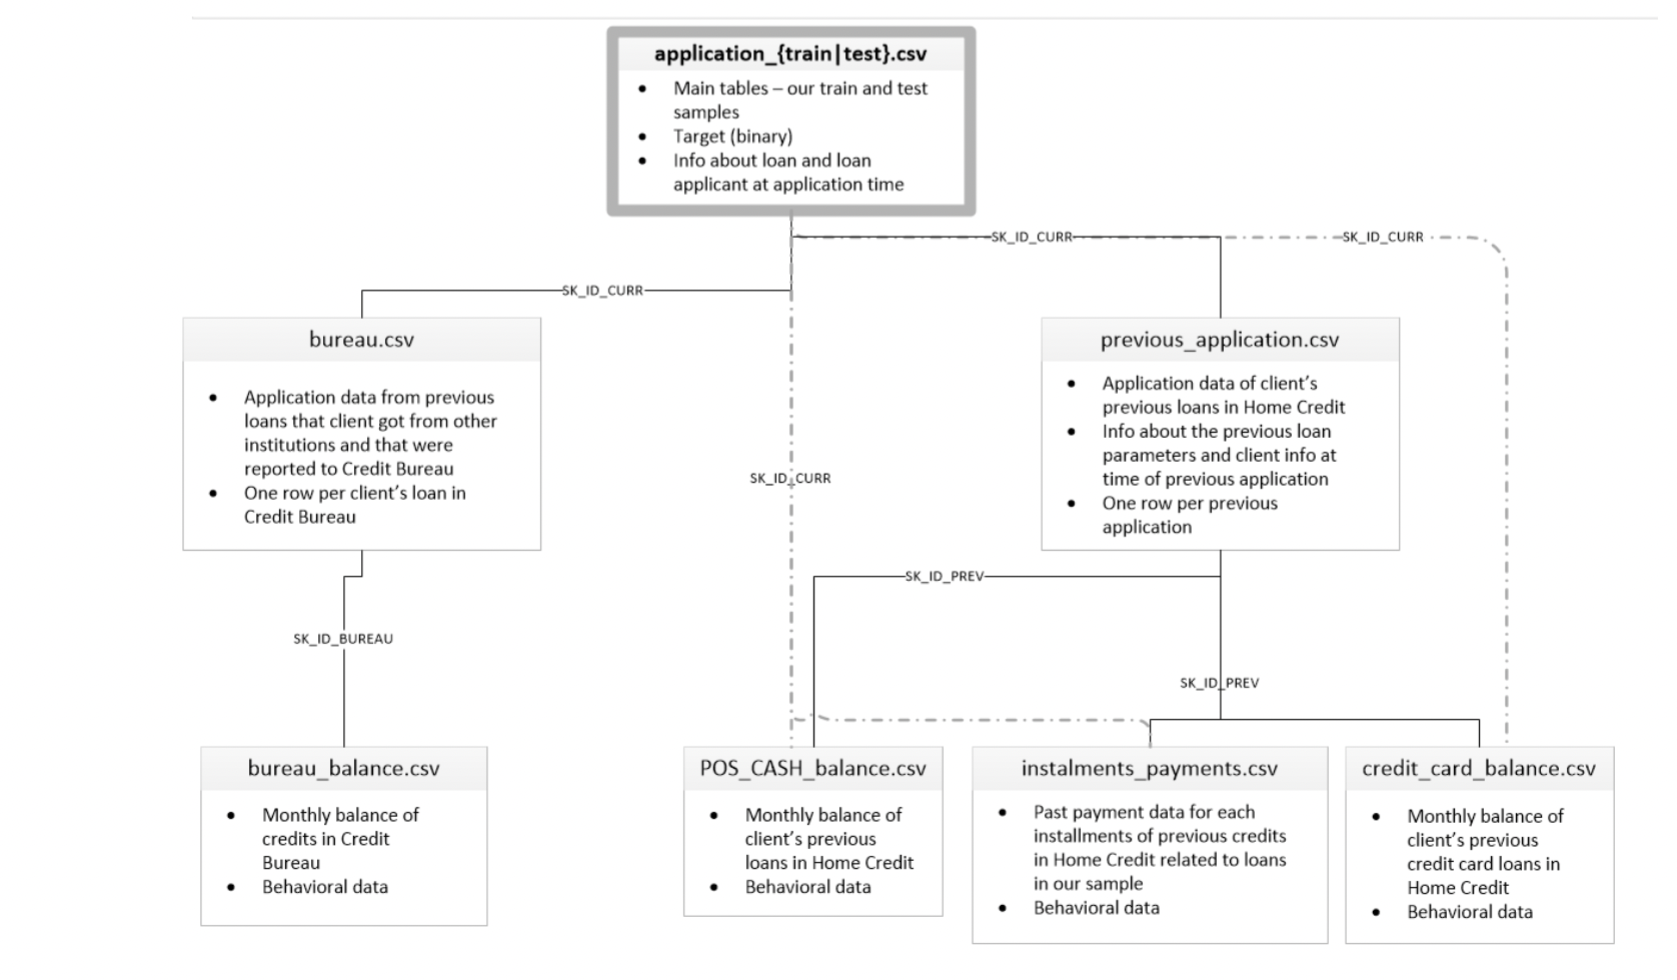 application_{train|test}.csv
• Main tables – our train and test
samples
• Target (binary)
• Info about loan and loan
applicant at application time
SK_ID_CURR
SK_ID_CURR
SK_ID_CURR
bureau.csv
• Application data from previous
loans that client got from other
institutions and that were
reported to Credit Bureau
• One row per client’s loan in
Credit Bureau
previous_application.csv
• Application data of client’s
previous loans in Home Credit
• Info about the previous loan
parameters and client info at
time of previous application
• One row per previous
application
SK_ID_CURR
SK_ID_PREV
SK_ID_BUREAU
SK_ID_PREV
bureau_balance.csv
• Monthly balance of
credits in Credit
Bureau
• Behavioral data
POS_CASH_balance.csv
• Monthly balance of
client’s previous
loans in Home Credit
• Behavioral data
instalments_payments.csv
• Past payment data for each
installments of previous credits
in Home Credit related to loans
in our sample
• Behavioral data
credit_card_balance.csv
• Monthly balance of
client’s previous
credit card loans in
Home Credit
• Behavioral data